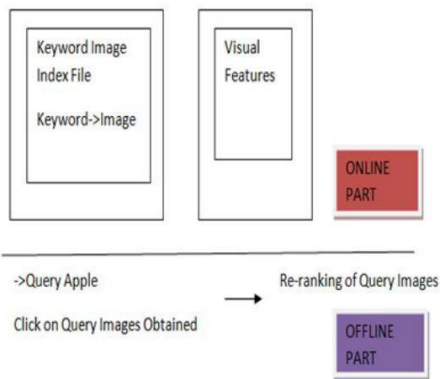 Keyword Image
Index File
Keyword->Image
Visual
Features
ONLINE
PART
->Query Apple
Click on Query Images Obtained
Re-ranking of Query Images
OFFLINE
PART